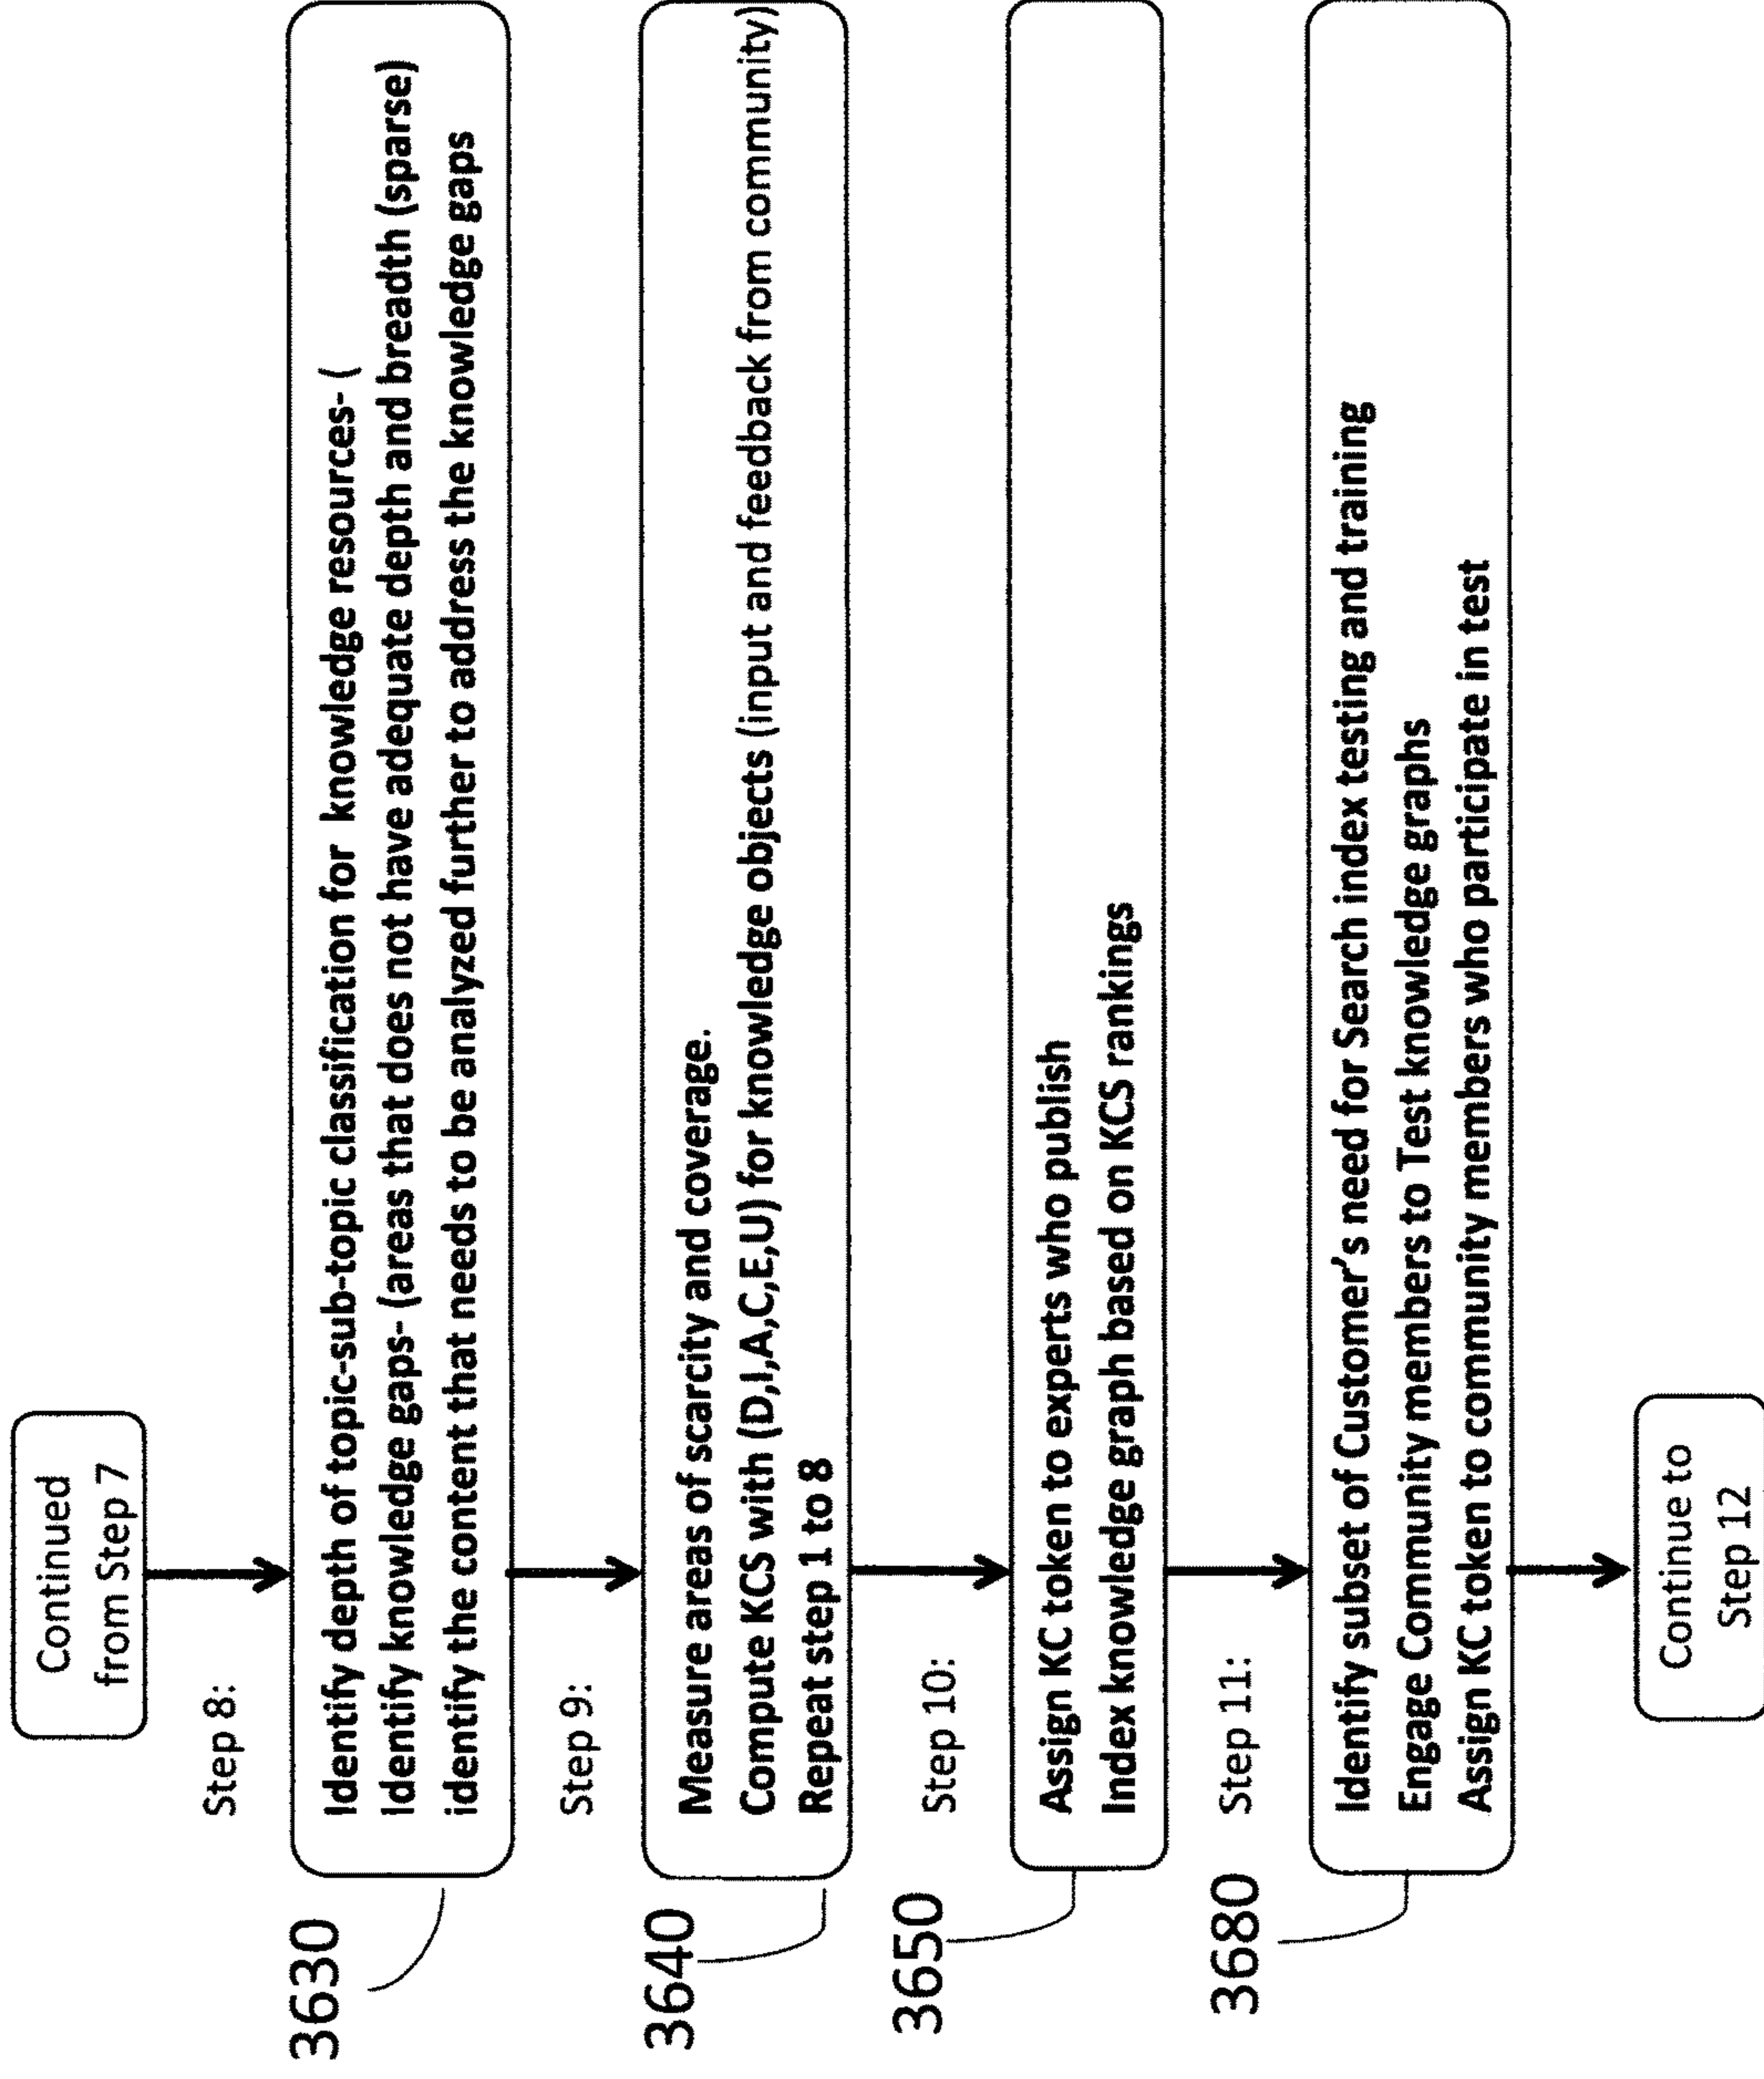 Continued
from Step 7
Step 8:
3630
Identify depth of topic-sub-topic classification for knowledge resources- (
Identify knowledge gaps- (areas that does not have adequate depth and breadth (sparse)
identify the content that needs to be analyzed further to address the knowledge gaps
Step 9:
3640
Measure areas of scarcity and coverage.
Compute KCS with (D,I,A,C,E,U) for knowledge objects (input and feedback from community)
Repeat step 1 to 8
Step 10:
3650
Assign KC token to experts who publish
Index knowledge graph based on KCS rankings
Step 11:
3680
Identify subset of Customer's need for Search index testing and training
Engage Community members to Test knowledge graphs
Assign KC token to community members who participate in test
Continue to
Step 12